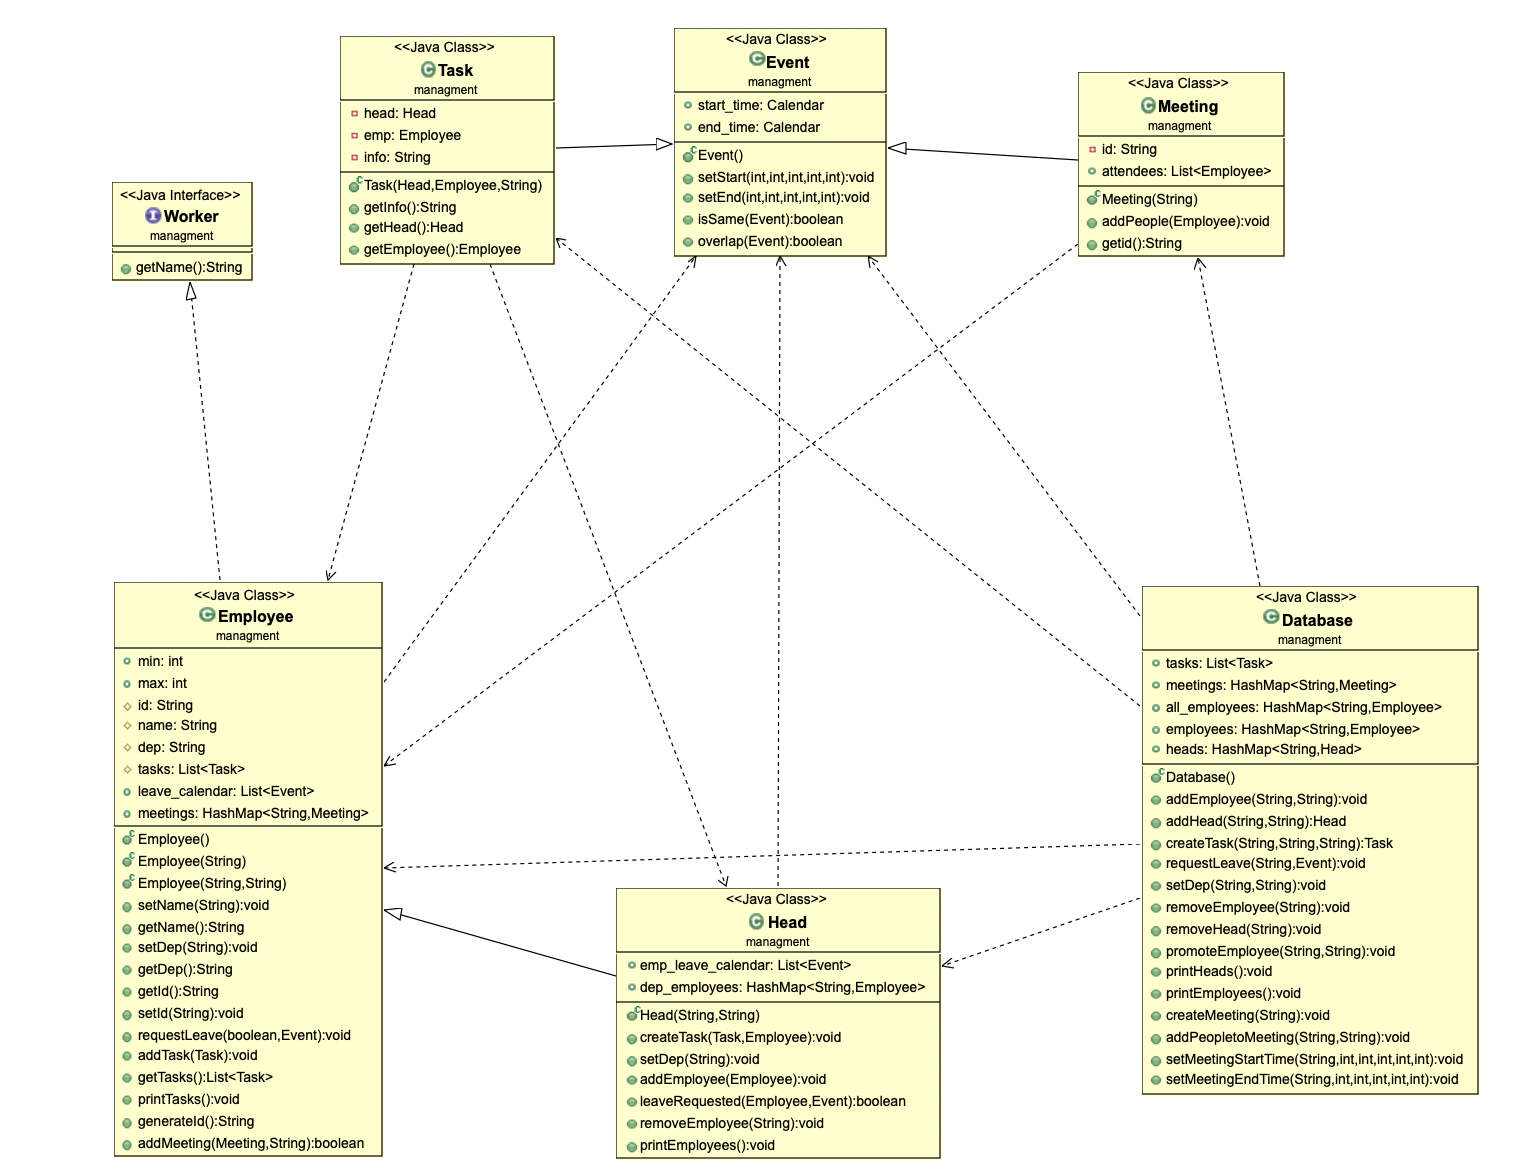 <<Java Class>>
Task
managment
head: Head
emp: Employee
info: String
Task(Head,Employee,String)
getInfo():String
getHead():Head
getEmployee():Employee
<<Java Class>>
Event
managment
start_time: Calendar
end_time: Calendar
Event()
setStart(int,int,int,int,int):void
setEnd(int,int,int,int,int):void
isSame(Event):boolean
overlap(Event):boolean
<<Java Class>>
Meeting
managment
id: String
attendees: List<Employee>
Meeting(String)
addPeople(Employee):void
getid():String
<<Java Interface>>
Worker
managment
getName():String
<<Java Class>>
Employee
managment
min: int
max: int
id: String
name: String
dep: String
tasks: List<Task>
leave_calendar: List<Event>
meetings: HashMap<String,Meeting>
Employee()
Employee(String)
Employee(String,String)
setName(String):void
getName():String
setDep(String):void
getDep():String
getId():String
setId(String):void
requestLeave(boolean,Event):void
addTask(Task):void
getTasks():List<Task>
printTasks():void
generateId():String
addMeeting(Meeting,String):boolean
<<Java Class>>
Head
managment
emp_leave_calendar: List<Event>
dep_employees: HashMap<String,Employee>
Head(String,String)
createTask(Task,Employee):void
setDep(String):void
addEmployee(Employee):void
leaveRequested(Employee,Event):boolean
removeEmployee(String):void
printEmployees():void
<<Java Class>>
Database
managment
tasks: List<Task>
meetings: HashMap<String,Meeting>
all_employees: HashMap<String,Employee>
employees: HashMap<String,Employee>
heads: HashMap<String,Head>
Database()
addEmployee(String,String):void
addHead(String,String):Head
createTask(String,String,String):Task
requestLeave(String,Event):void
setDep(String,String):void
removeEmployee(String):void
removeHead(String):void
promoteEmployee(String,String):void
printHeads():void
printEmployees():void
createMeeting(String):void
addPeopletoMeeting(String,String):void
setMeetingStartTime(String,int,int,int,int,int):void
setMeetingEndTime(String,int,int,int,int,int):void